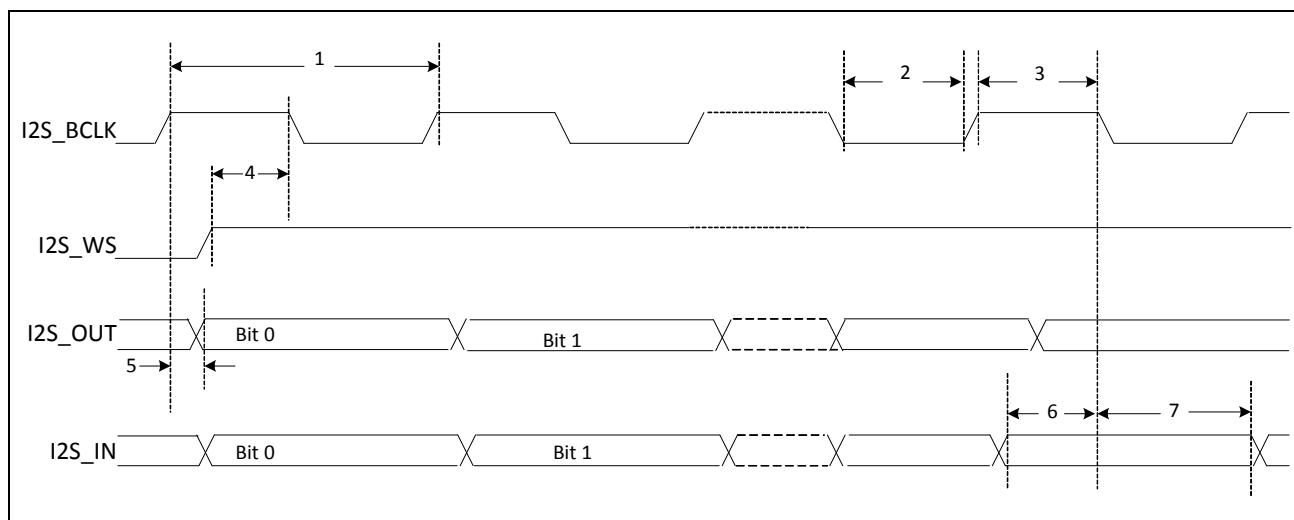 1
2
3
I2S_BCLK
4
I2S_WS
I2S_OUT
Bit 0
Bit 1
5
6
7
I2S_IN
Bit 0
Bit 1